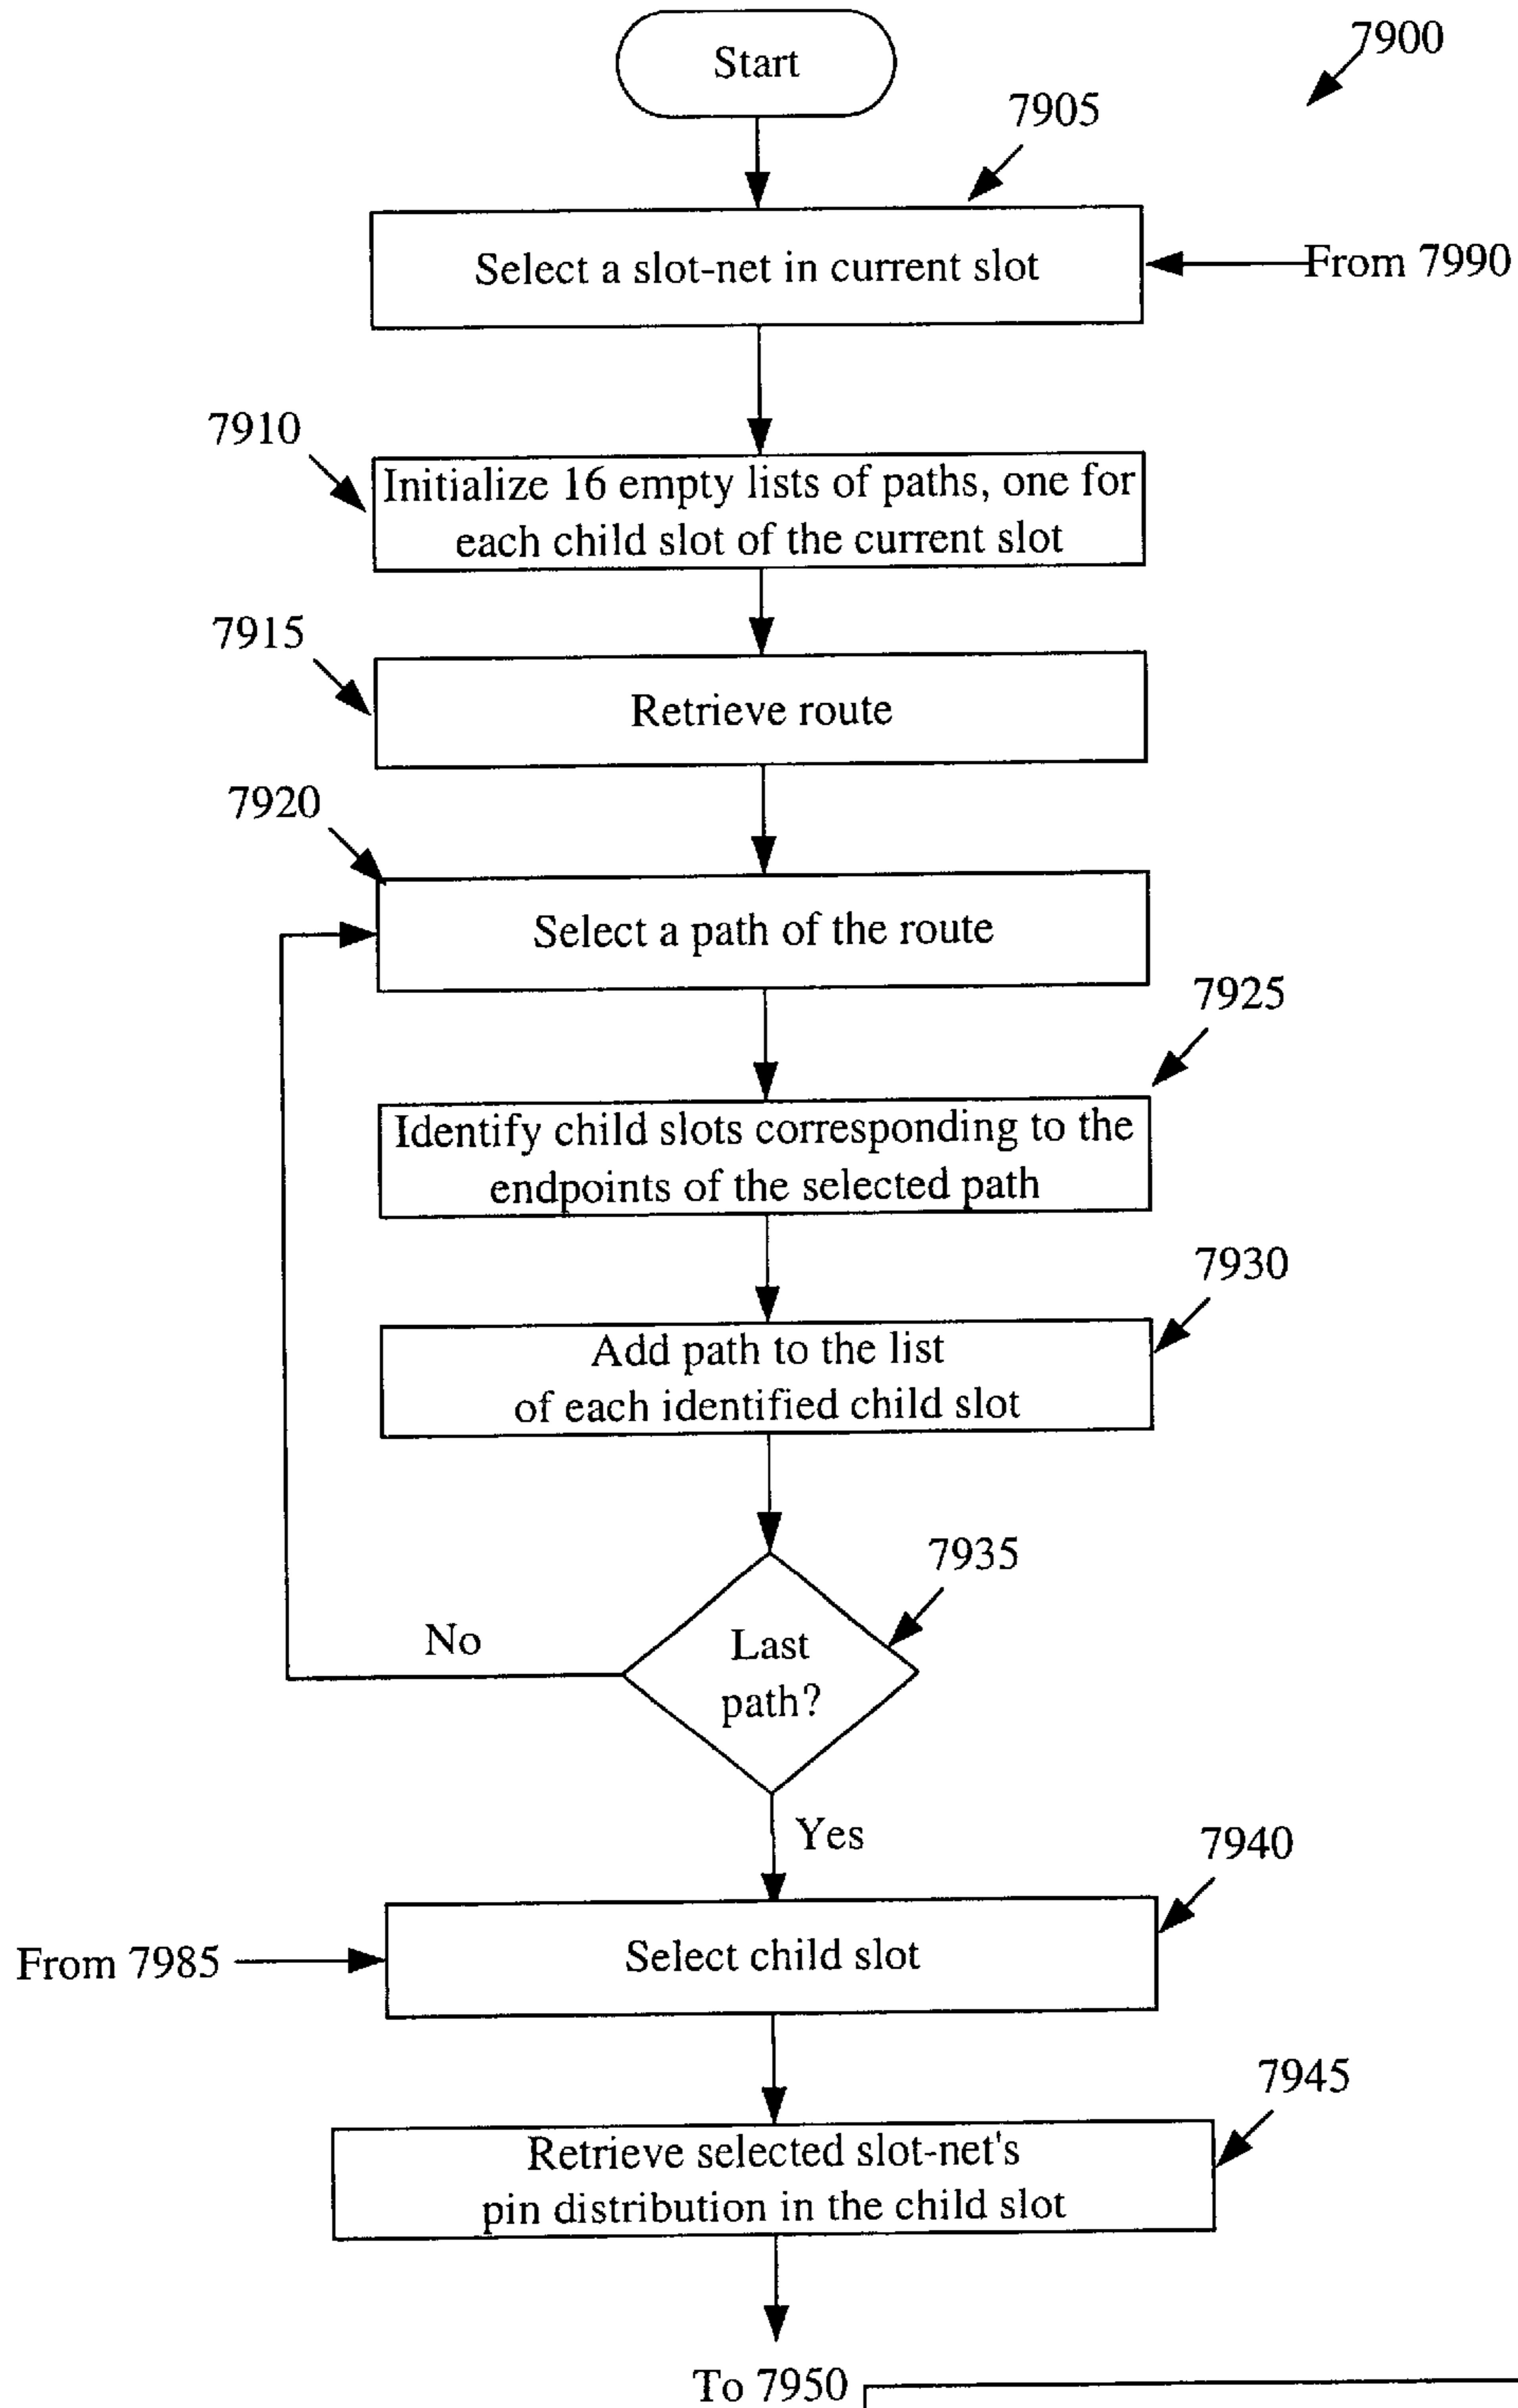 7900
Start
7905
Select a slot-net in current slot
From 7990
7910
Initialize 16 empty lists of paths, one for
each child slot of the current slot
7915
Retrieve route
7920
Select a path of the route
7925
Identify child slots corresponding to the
endpoints of the selected path
7930
Add path to the list
of each identified child slot
7935
Last
path?
No
Yes
7940
From 7985
Select child slot
7945
Retrieve selected slot-net's
pin distribution in the child slot
To 7950